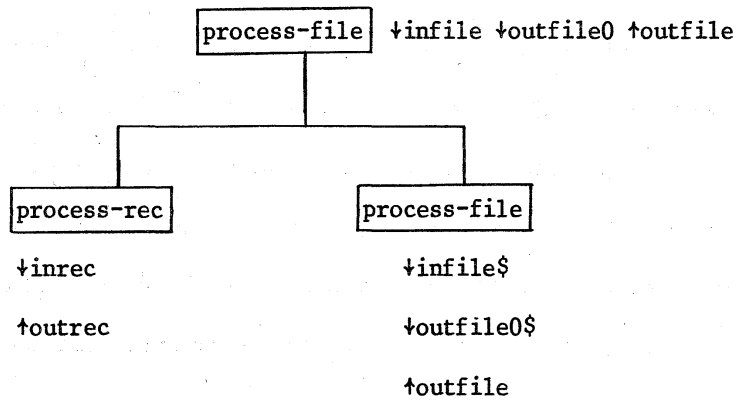 process-file ↓infile ↓outfile0 ↑outfile
process-rec process-file
↓inrec ↓infile$
↑outrec ↓outfile0$
↑outfile